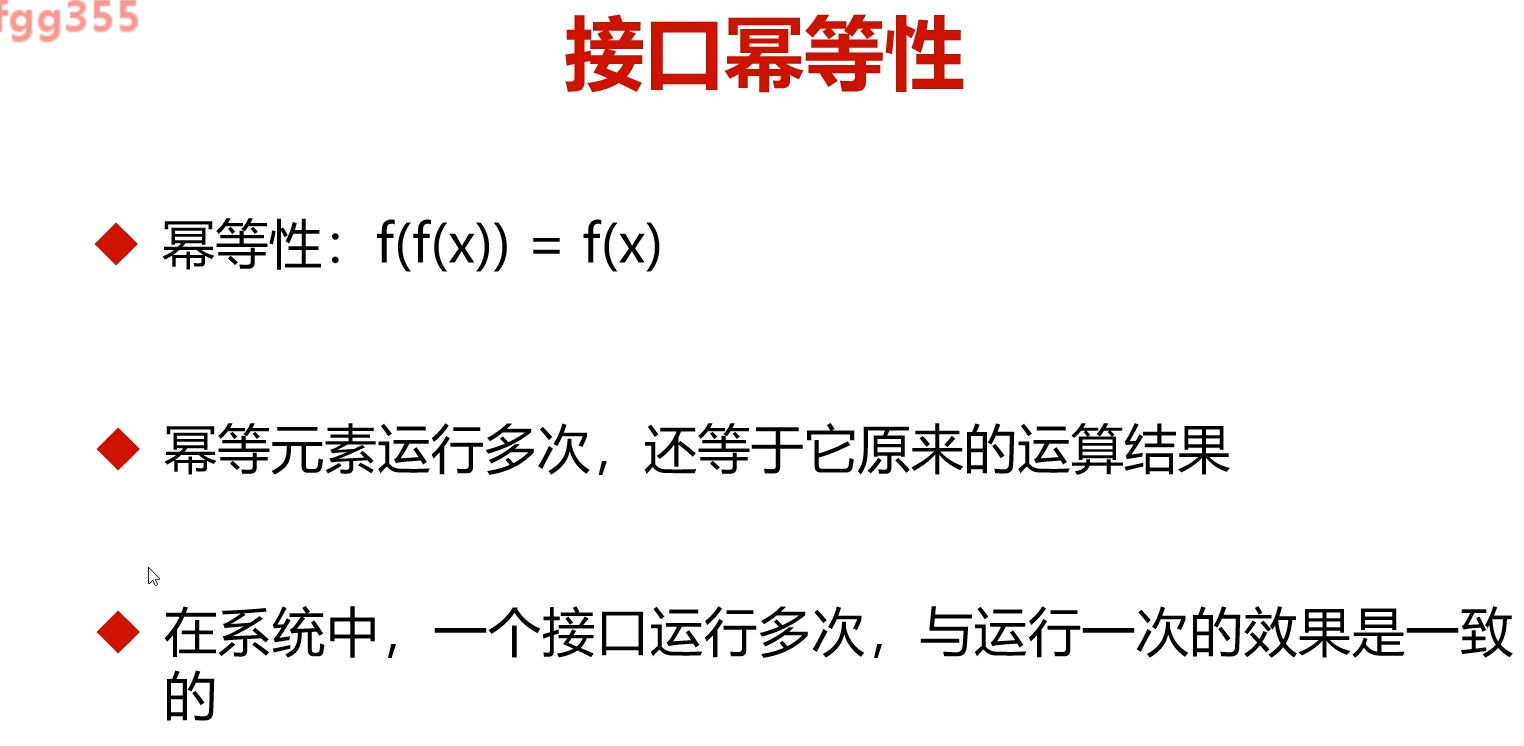 fgg355
接口幂等性
幂等性：f(f(x)) = f(x)
幂等元素运行多次，还等于它原来的运算结果
在系统中，一个接口运行多次，与运行一次的效果是一致
的